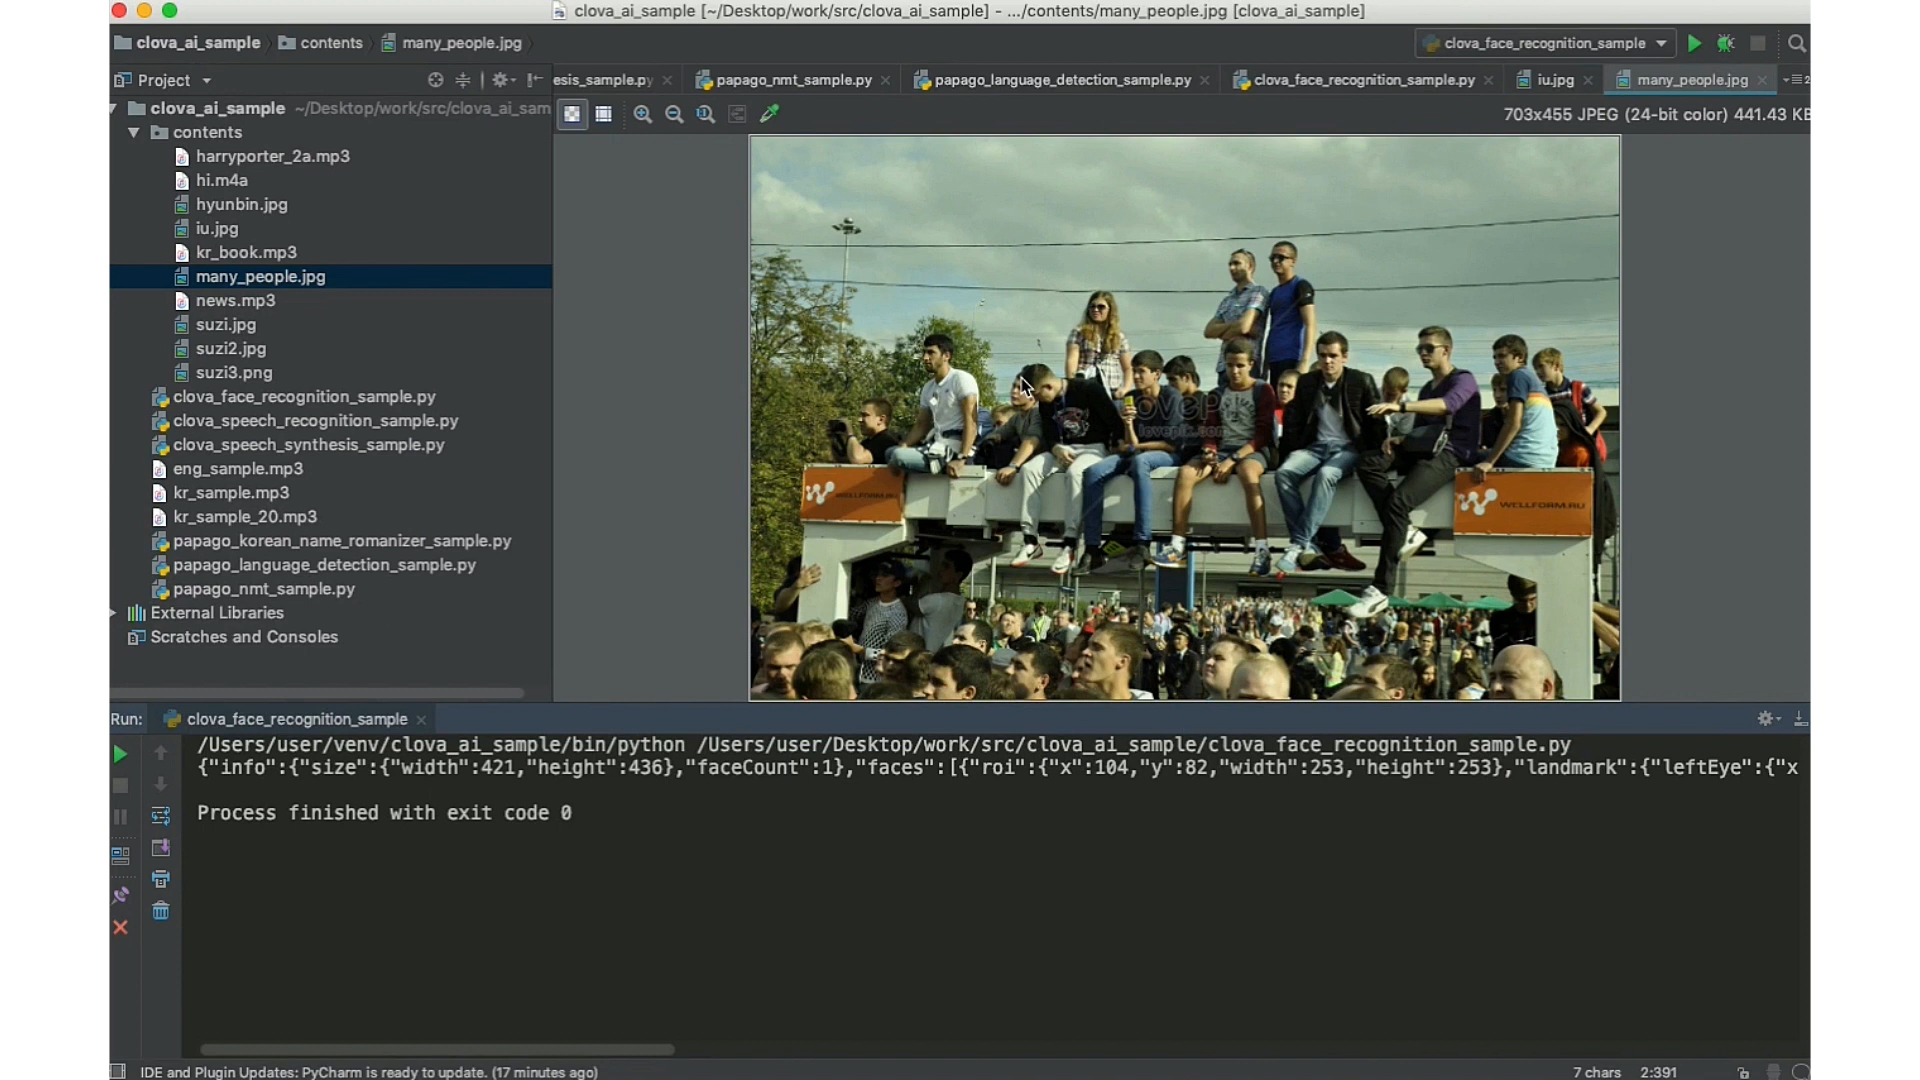 clova_ai_sample [~/Desktop/work/src/clova_ai_sample] - .../contents/many_people.jpg [clova_ai_sample]
clova_ai_sample contents many_people.jpg clova_face_recognition_sample
Project esis_sample.py papago_nmt_sample.py papago_language_detection_sample.py clova_face_recognition_sample.py iu.jpg many_people.jpg
703x455 JPEG (24-bit color) 441.43 KB
clova_ai_sample ~/Desktop/work/src/clova_ai_sam
contents
harryporter_2a.mp3
hi.m4a
hyunbin.jpg
iu.jpg
kr_book.mp3
many_people.jpg
news.mp3
suzi.jpg
suzi2.jpg
suzi3.png
clova_face_recognition_sample.py
clova_speech_recognition_sample.py
clova_speech_synthesis_sample.py
eng_sample.mp3
kr_sample.mp3
kr_sample_20.mp3
papago_korean_name_romanizer_sample.py
papago_language_detection_sample.py
papago_nmt_sample.py
External Libraries
Scratches and Consoles
lovepik.com
WELLFORM.RU
WELLFORM.RU
Run: clova_face_recognition_sample
/Users/user/venv/clova_ai_sample/bin/python /Users/user/Desktop/work/src/clova_ai_sample/clova_face_recognition_sample.py
{"info":{"size":{"width":421,"height":436},"faceCount":1},"faces":[{"roi":{"x":104,"y":82,"width":253,"height":253},"landmark":{"leftEye":{"x
Process finished with exit code 0
IDE and Plugin Updates: PyCharm is ready to update. (17 minutes ago)
7 chars 2:391